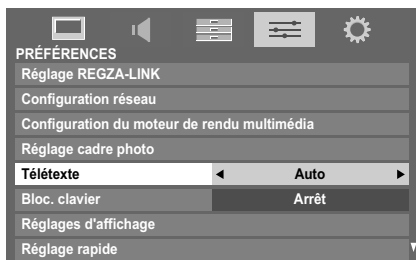 PRÉFÉRENCES
Réglage REGZA-LINK
Configuration réseau
Configuration du moteur de rendu multimédia
Réglage cadre photo
Télétexte ◀ Auto ▶
Bloc. clavier Arrêt
Réglages d'affichage
Réglage rapide